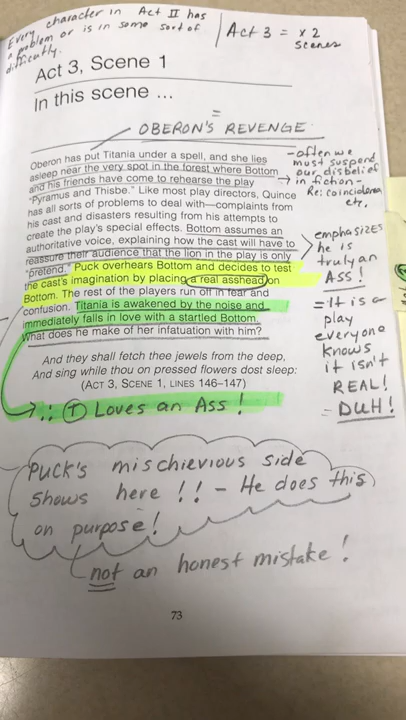 Every character in Act II has
a problem or is in some sort of
difficulty.
Act 3 = x 2
scenes
Act 3, Scene 1
In this scene ...
=
OBERON'S REVENGE
Oberon has put Titania under a spell, and she lies
asleep near the very spot in the forest where Bottom
and his friends have come to rehearse the play
"Pyramus and Thisbe." Like most play directors, Quince
has all sorts of problems to deal with—complaints from
his cast and disasters resulting from his attempts to
create the play's special effects. Bottom assumes an
authoritative voice, explaining how the cast will have to
reassure their audience that the lion in the play is only
"pretend." Puck overhears Bottom and decides to test
the cast's imagination by placing a real asshead on
Bottom. The rest of the players run off in fear and
confusion. Titania is awakened by the noise and
immediately falls in love with a startled Bottom.
What does he make of her infatuation with him?
- often we
must suspend
our disbelief
→ in fiction -
Re: coincidence,
etc.
emphasizes
he is
truly an
ASS!
= It is a
play
everyone
knows
it isn't
REAL!
= DUH!
And they shall fetch thee jewels from the deep,
And sing while thou on pressed flowers dost sleep:
(Act 3, Scene 1, lines 146–147)
→ ∴ T Loves an Ass!
Puck's mischievious side
shows here!! - He does this
on purpose!
not an honest mistake!
73